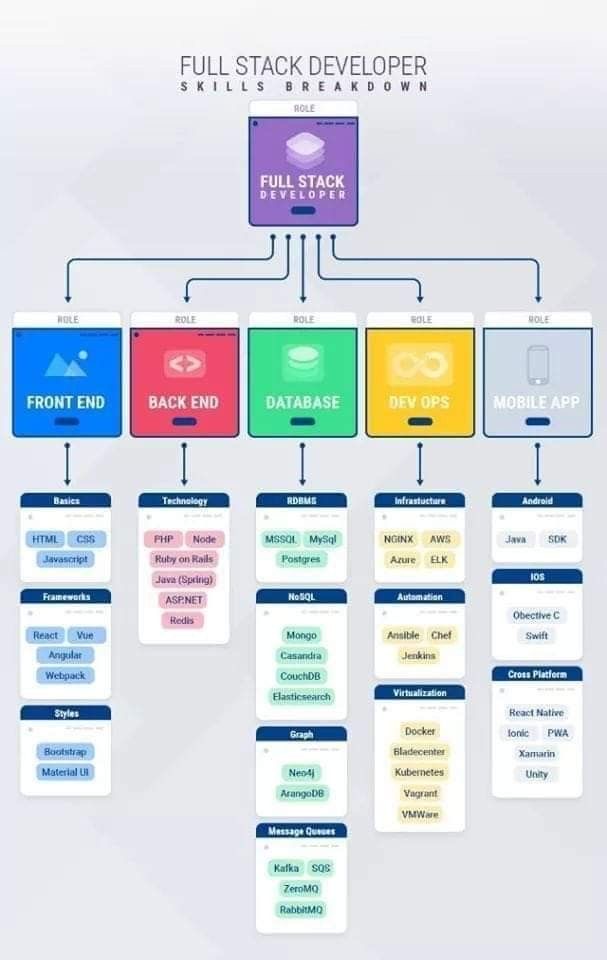 FULL STACK DEVELOPER
SKILLS BREAKDOWN
ROLE
FULL STACK
DEVELOPER
ROLE
FRONT END
ROLE
BACK END
ROLE
DATABASE
ROLE
DEV OPS
ROLE
MOBILE APP
Basics
HTML CSS
Javascript
Frameworks
React Vue
Angular
Webpack
Styles
Bootstrap
Material UI
Technology
PHP Node
Ruby on Rails
Java (Spring)
ASP.NET
Redis
RDBMS
MSSQL MySql
Postgres
NoSQL
Mongo
Casandra
CouchDB
Elasticsearch
Graph
Neo4j
ArangoDB
Message Queues
Kafka SQS
ZeroMQ
RabbitMQ
Infrastucture
NGINX AWS
Azure ELK
Automation
Ansible Chef
Jenkins
Virtualization
Docker
Bladecenter
Kubernetes
Vagrant
VMWare
Android
Java SDK
IOS
Obective C
Swift
Cross Platform
React Native
Ionic PWA
Xamarin
Unity